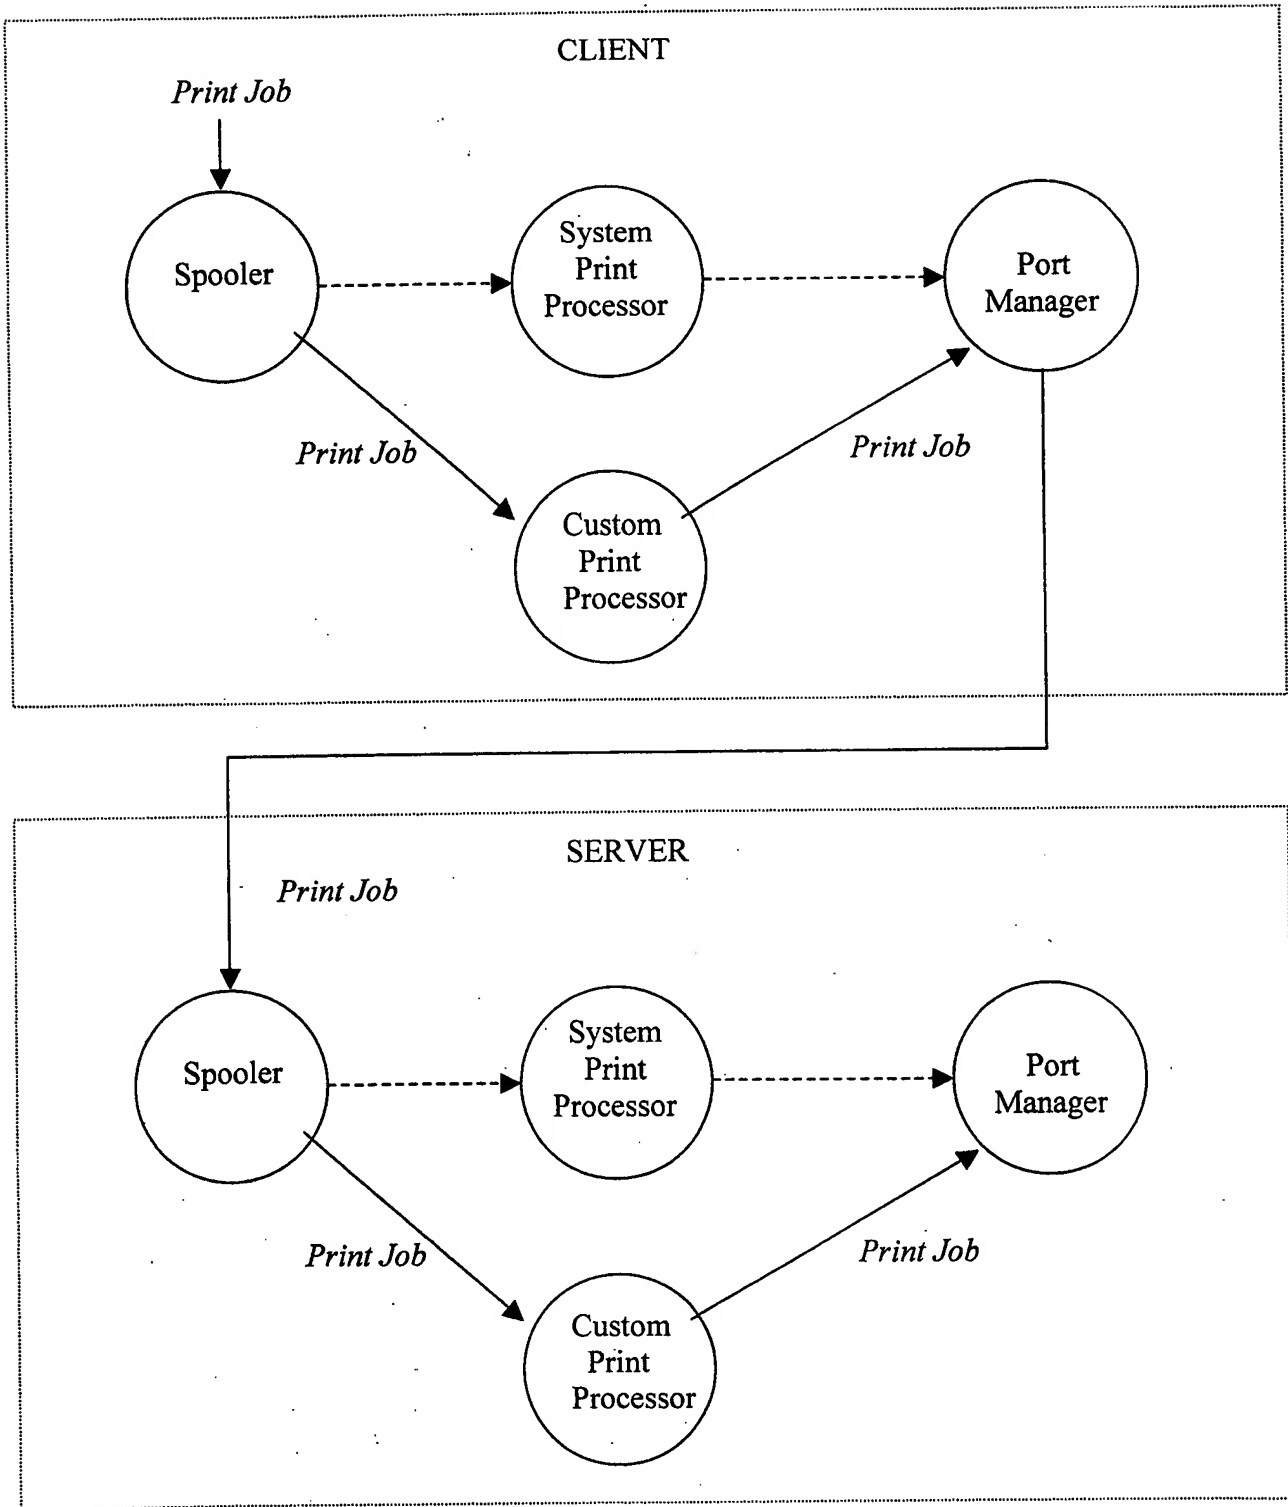 CLIENT
Print Job
Spooler
System
Print
Processor
Port
Manager
Print Job
Print Job
Custom
Print
Processor
SERVER
Print Job
Spooler
System
Print
Processor
Port
Manager
Print Job
Print Job
Custom
Print
Processor